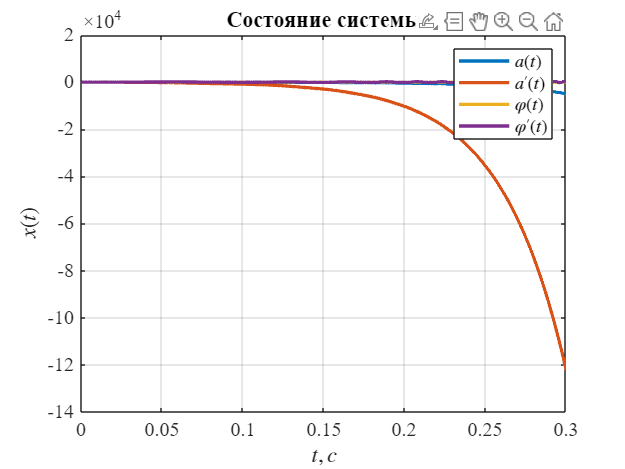 ×10⁴
Состояние системь
2
0
-2
-4
-6
-8
-10
-12
-14
0 0.05 0.1 0.15 0.2 0.25 0.3
x(t)
t, c
a(t)
a′(t)
φ(t)
φ′(t)